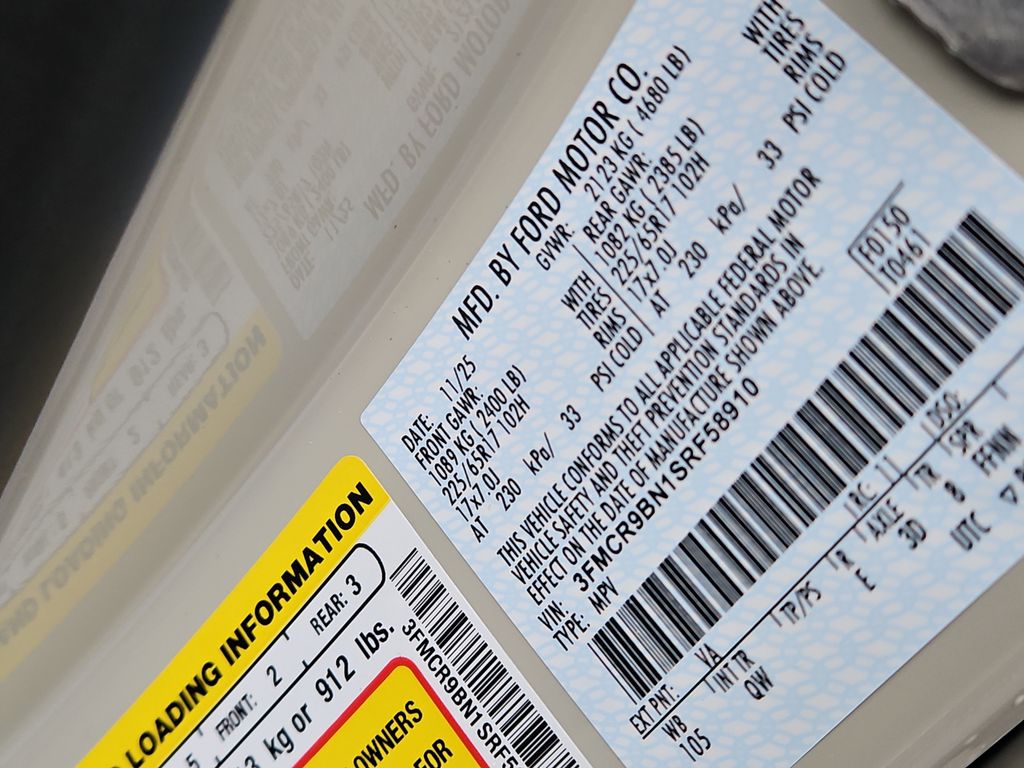 MFD. BY FORD MOTOR CO.
DATE: 11/25 GVWR: 2123 KG ( 4680 LB)
FRONT GAWR: REAR GAWR:
1089 KG ( 2400 LB) WITH 1082 KG ( 2385 LB) WITH
225/65R17 102H TIRES 225/65R17 102H TIRES
17x7.0J RIMS 17x7.0J RIMS
AT 230 kPa/ 33 PSI COLD AT 230 kPa/ 33 PSI COLD
THIS VEHICLE CONFORMS TO ALL APPLICABLE FEDERAL MOTOR
VEHICLE SAFETY AND THEFT PREVENTION STANDARDS IN
EFFECT ON THE DATE OF MANUFACTURE SHOWN ABOVE.
VIN: 3FMCR9BN1SRF58910
TYPE: MPV
F0150
T0461
EXT PNT: RC: DSO:
WB VA INT TR TP/PS R AXLE TR SPR
105 QW E 3D 8 FFNN
UTC
LOADING INFORMATION
5 FRONT: 2 REAR: 3
3 kg or 912 lbs.
3FMCR9BN1SRF5
OWNERS
FOR